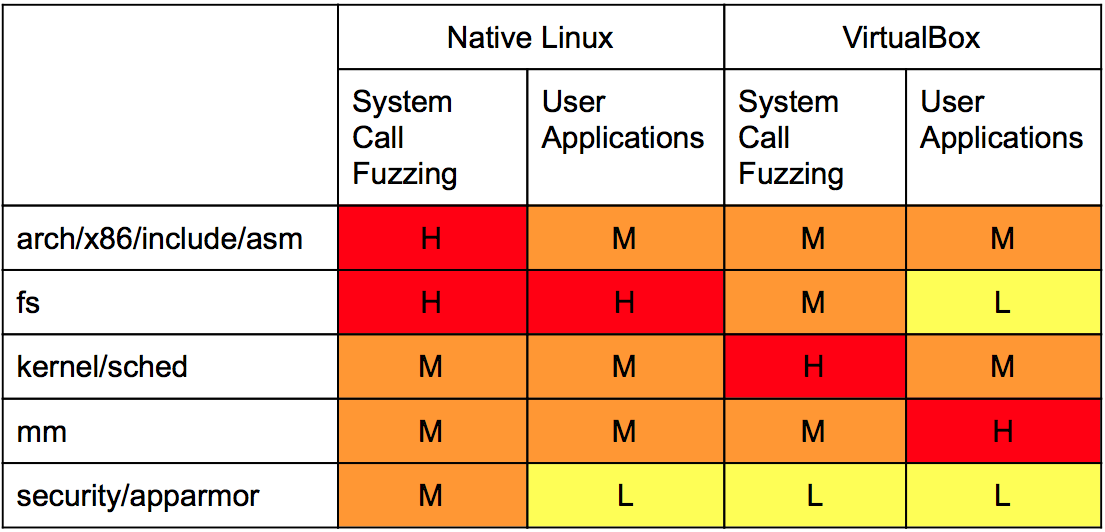 Native Linux VirtualBox
System User System User
Call Applications Call Applications
Fuzzing Fuzzing
arch/x86/include/asm H M M M
fs H H M L
kernel/sched M M H M
mm M M M H
security/apparmor M L L L